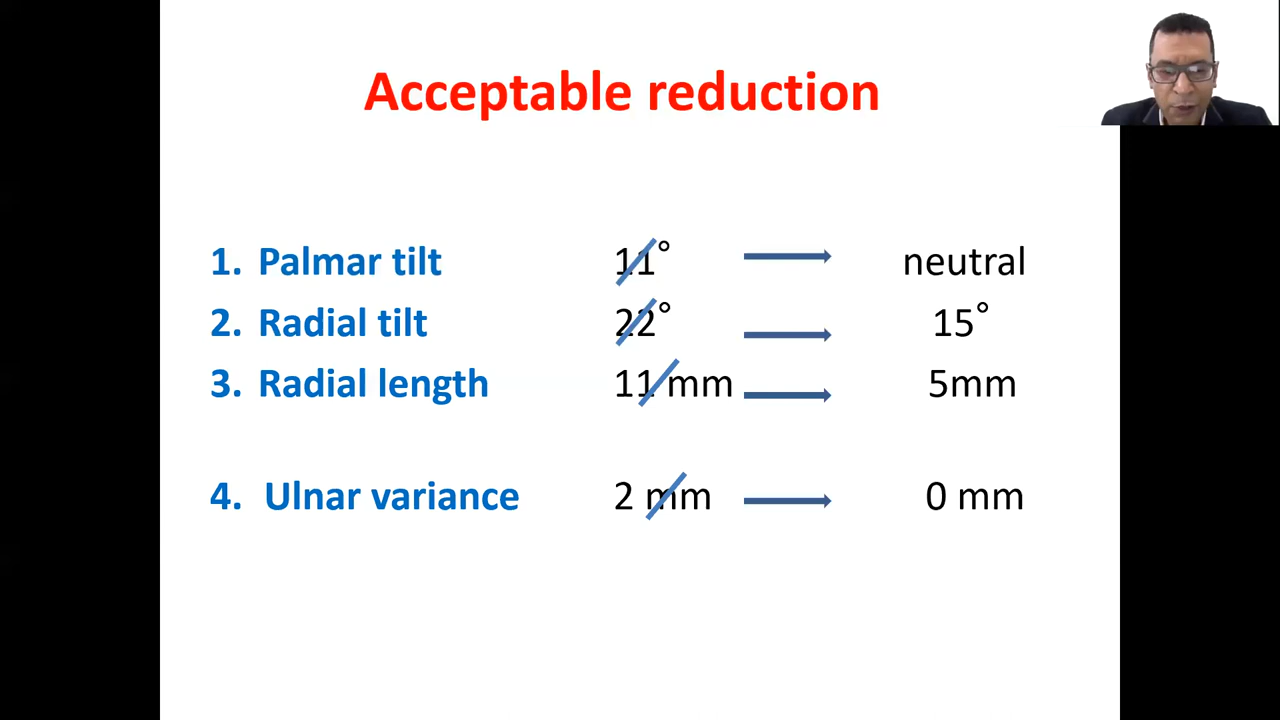 Acceptable reduction
1. Palmar tilt 11° neutral
2. Radial tilt 22° 15°
3. Radial length 11 mm 5mm
4. Ulnar variance 2 mm 0 mm